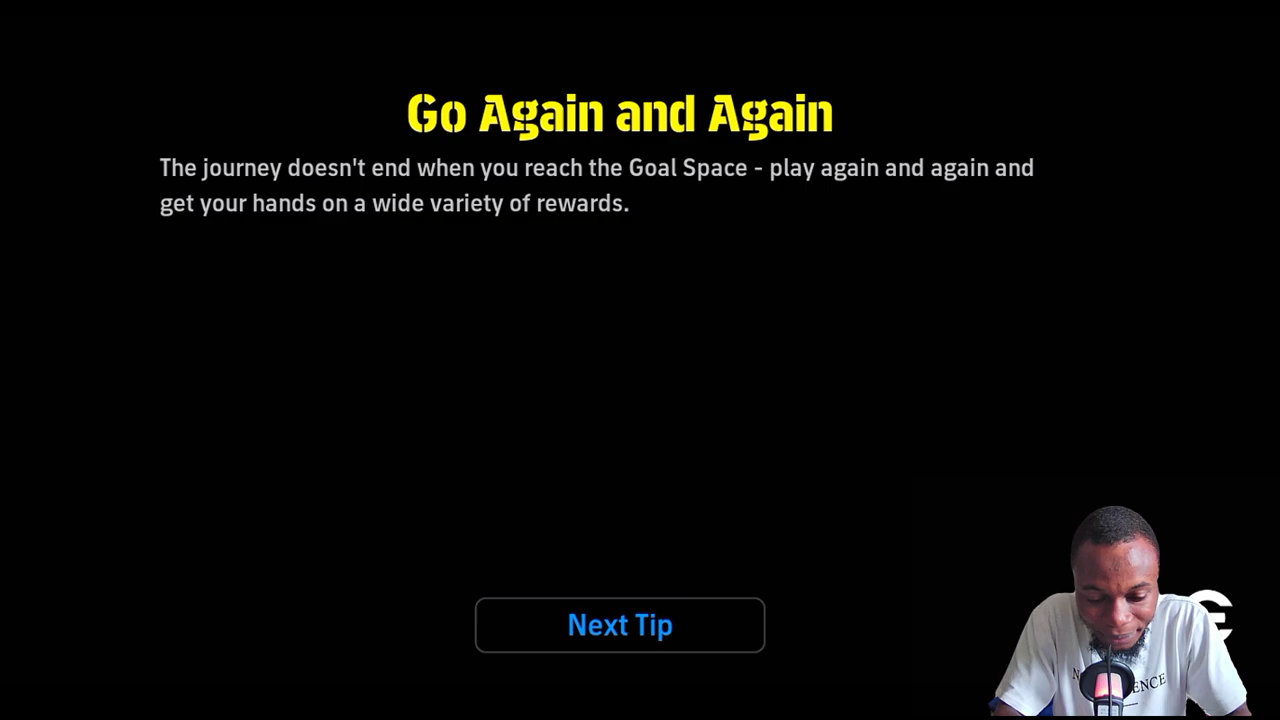 Go Again and Again
The journey doesn't end when you reach the Goal Space - play again and again and
get your hands on a wide variety of rewards.
Next Tip